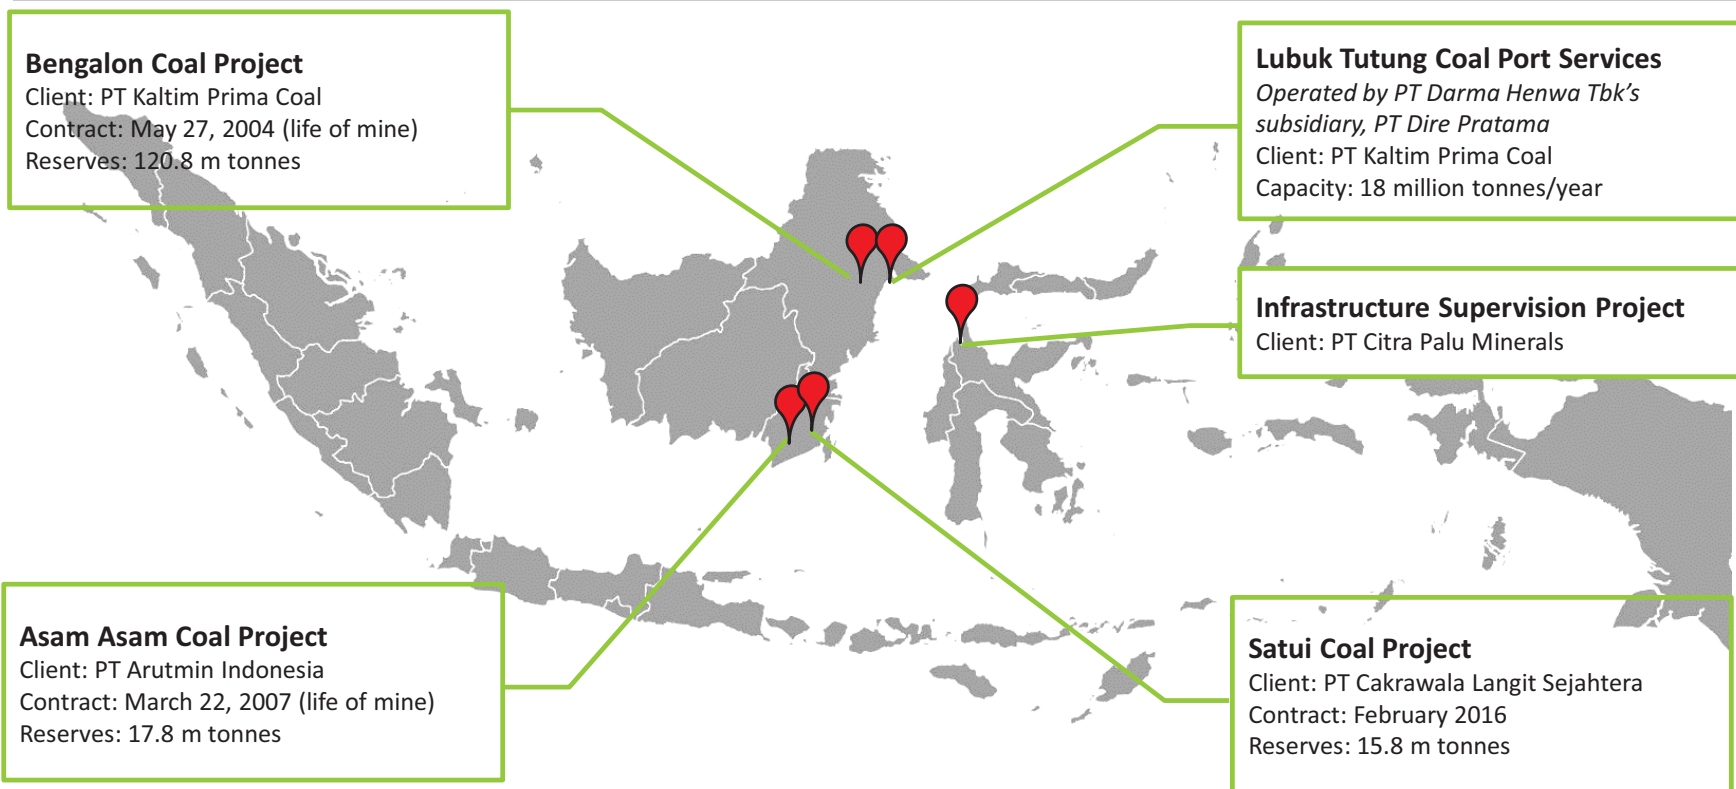 Bengalon Coal Project
Client: PT Kaltim Prima Coal
Contract: May 27, 2004 (life of mine)
Reserves: 120.8 m tonnes
Lubuk Tutung Coal Port Services
Operated by PT Darma Henwa Tbk’s
subsidiary, PT Dire Pratama
Client: PT Kaltim Prima Coal
Capacity: 18 million tonnes/year
Infrastructure Supervision Project
Client: PT Citra Palu Minerals
Asam Asam Coal Project
Client: PT Arutmin Indonesia
Contract: March 22, 2007 (life of mine)
Reserves: 17.8 m tonnes
Satui Coal Project
Client: PT Cakrawala Langit Sejahtera
Contract: February 2016
Reserves: 15.8 m tonnes